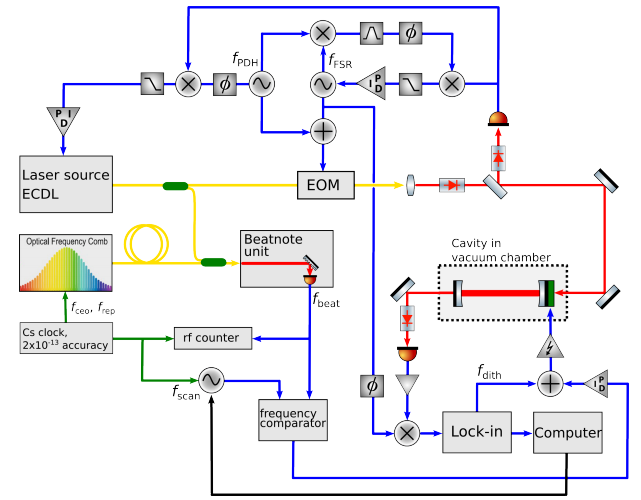 f_PDH
f_FSR
ϕ
ϕ
P I
D
P
I
D
Laser source
ECDL
EOM
Optical Frequency Comb
Beatnote
unit
Cavity in
vacuum chamber
f_ceo, f_rep
f_beat
Cs clock,
2x10⁻¹³ accuracy
rf counter
f_scan
ϕ
f_dith
P
I
D
frequency
comparator
Lock-in
Computer